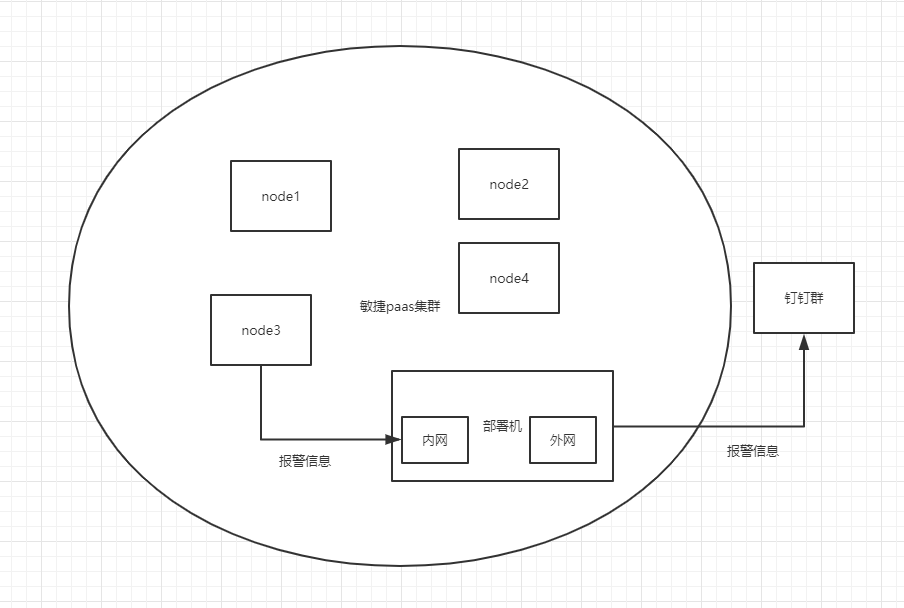 node1
node2
node4
钉钉群
敏捷paas集群
node3
部署机
内网
外网
报警信息
报警信息